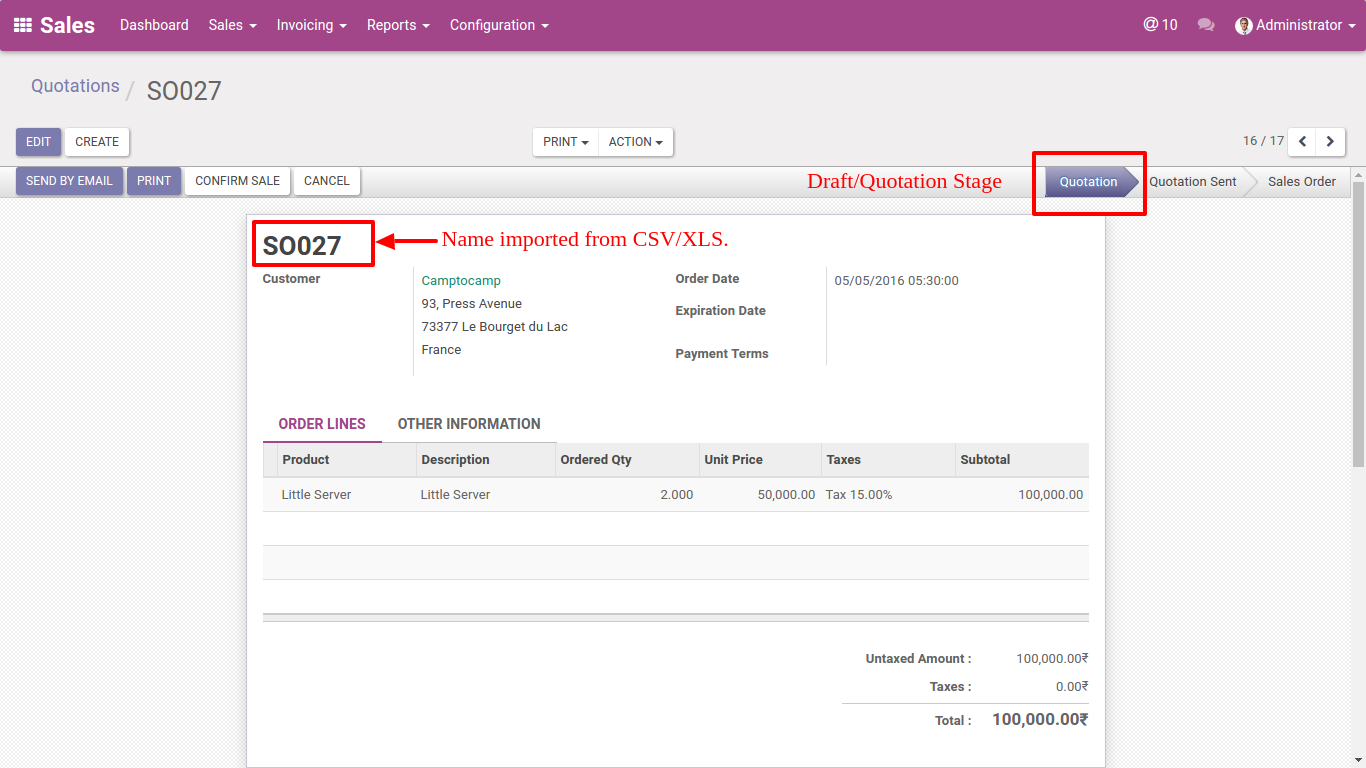 Sales Dashboard Sales Invoicing Reports Configuration @ 10 Administrator
Quotations / SO027
EDIT CREATE PRINT ACTION 16 / 17
SEND BY EMAIL PRINT CONFIRM SALE CANCEL Draft/Quotation Stage Quotation Quotation Sent Sales Order
SO027 Name imported from CSV/XLS.
Customer Camptocamp Order Date 05/05/2016 05:30:00
93, Press Avenue Expiration Date
73377 Le Bourget du Lac
France Payment Terms
ORDER LINES OTHER INFORMATION
Product Description Ordered Qty Unit Price Taxes Subtotal
Little Server Little Server 2.000 50,000.00 Tax 15.00% 100,000.00
Untaxed Amount : 100,000.00₹
Taxes : 0.00₹
Total : 100,000.00₹